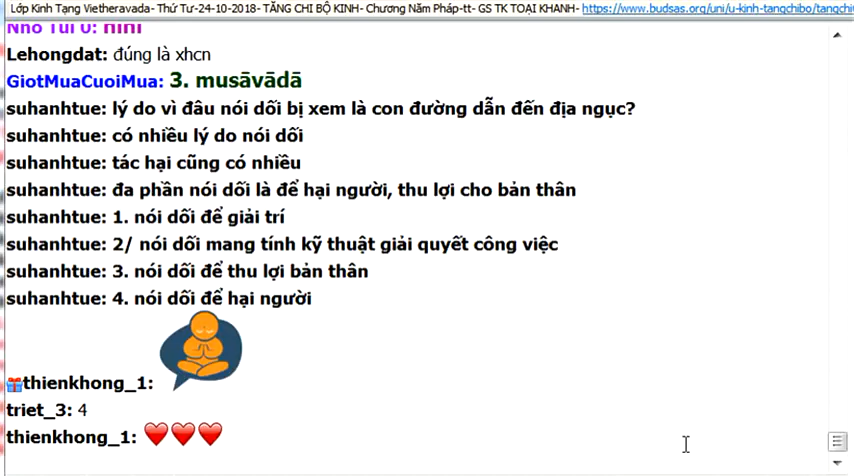 Lớp Kinh Tạng Vietheravada- Thứ Tư-24-10-2018- TĂNG CHI BỘ KINH- Chương Năm Pháp-tt- GS TK TOẠI KHANH- https://www.budsas.org/uni/u-kinh-tangchibo/tangchi
Lehongdat: đúng là xhcn
GiotMuaCuoiMua: 3. musāvādā
suhanhtue: lý do vì đâu nói dối bị xem là con đường dẫn đến địa ngục?
suhanhtue: có nhiều lý do nói dối
suhanhtue: tác hại cũng có nhiều
suhanhtue: đa phần nói dối là để hại người, thu lợi cho bản thân
suhanhtue: 1. nói dối để giải trí
suhanhtue: 2/ nói dối mang tính kỹ thuật giải quyết công việc
suhanhtue: 3. nói dối để thu lợi bản thân
suhanhtue: 4. nói dối để hại người
thienkhong_1:
triet_3: 4
thienkhong_1: